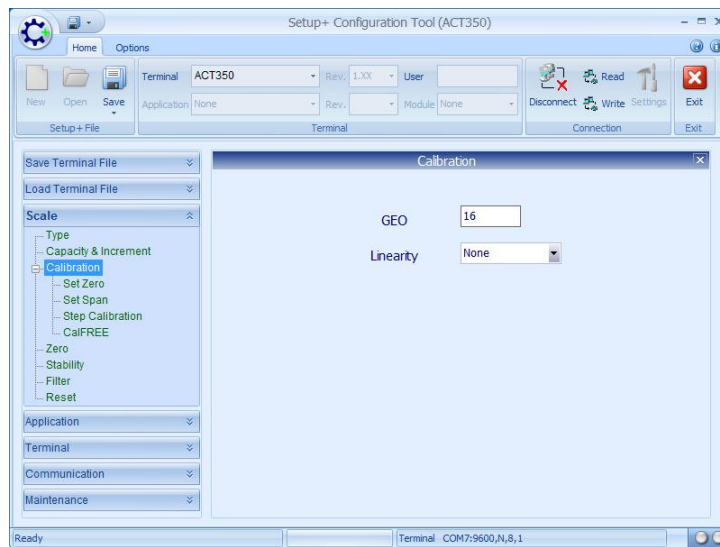 Setup+ Configuration Tool (ACT350)
Home Options
Terminal ACT350 Rev. 1.XX User
Application None Rev. Module None
New Open Save
Disconnect Read Write Settings Exit
Setup+ File Terminal Connection Exit
Save Terminal File
Load Terminal File
Scale
Type
Capacity & Increment
Calibration
Set Zero
Set Span
Step Calibration
CalFREE
Zero
Stability
Filter
Reset
Application
Terminal
Communication
Maintenance
Calibration
GEO 16
Linearity None
Ready Terminal COM7:9600,N,8,1